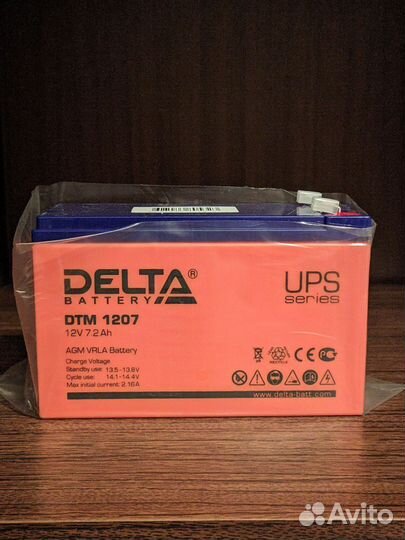 DELTA®
BATTERY
UPS
series
DTM 1207
12V 7.2Ah
AGM VRLA Battery
Charge Voltage
Standby use: 13.5-13.8V
Cycle use: 14.1-14.4V
Max initial current: 2.16A
www.delta-batt.com
Avito